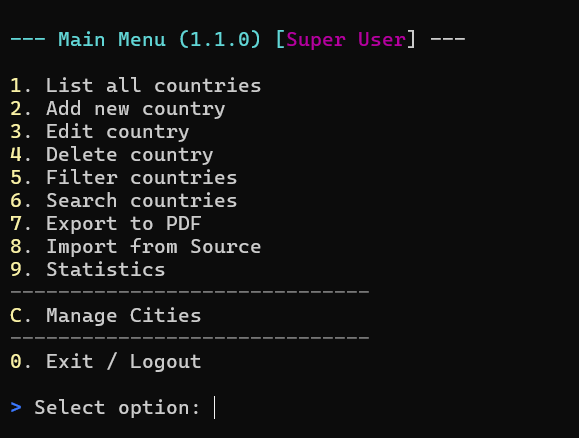 --- Main Menu (1.1.0) [Super User] ---
1. List all countries
2. Add new country
3. Edit country
4. Delete country
5. Filter countries
6. Search countries
7. Export to PDF
8. Import from Source
9. Statistics
------------------------------
C. Manage Cities
------------------------------
0. Exit / Logout
> Select option: